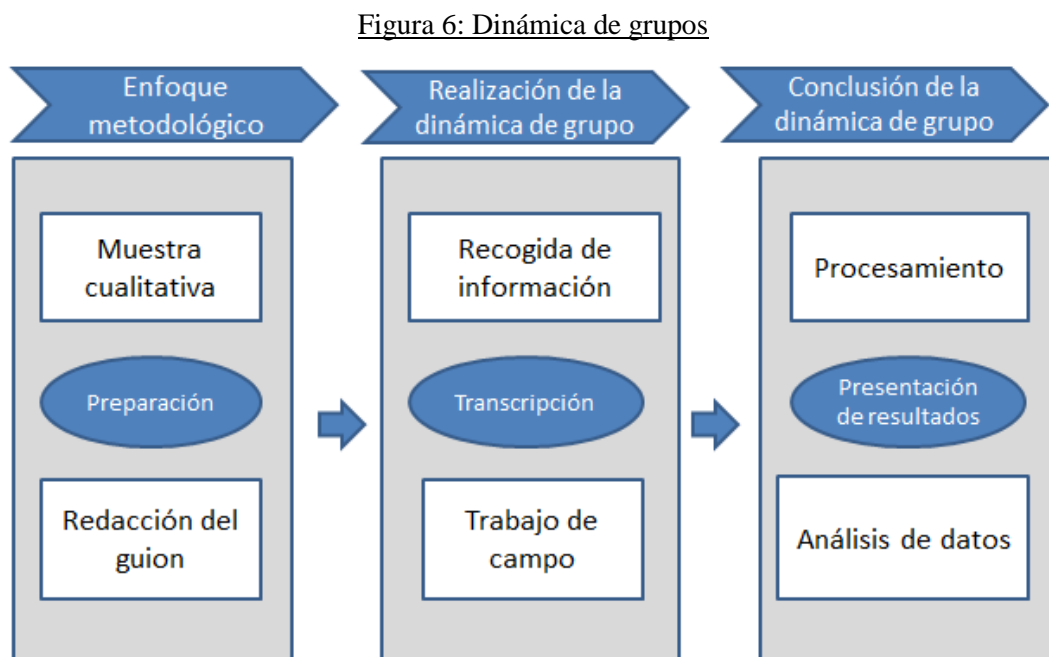 Figura 6: Dinámica de grupos
Enfoque
metodológico
Realización de la
dinámica de grupo
Conclusión de la
dinámica de grupo
Muestra
cualitativa
Preparación
Redacción del
guion
Recogida de
información
Transcripción
Trabajo de
campo
Procesamiento
Presentación
de resultados
Análisis de datos